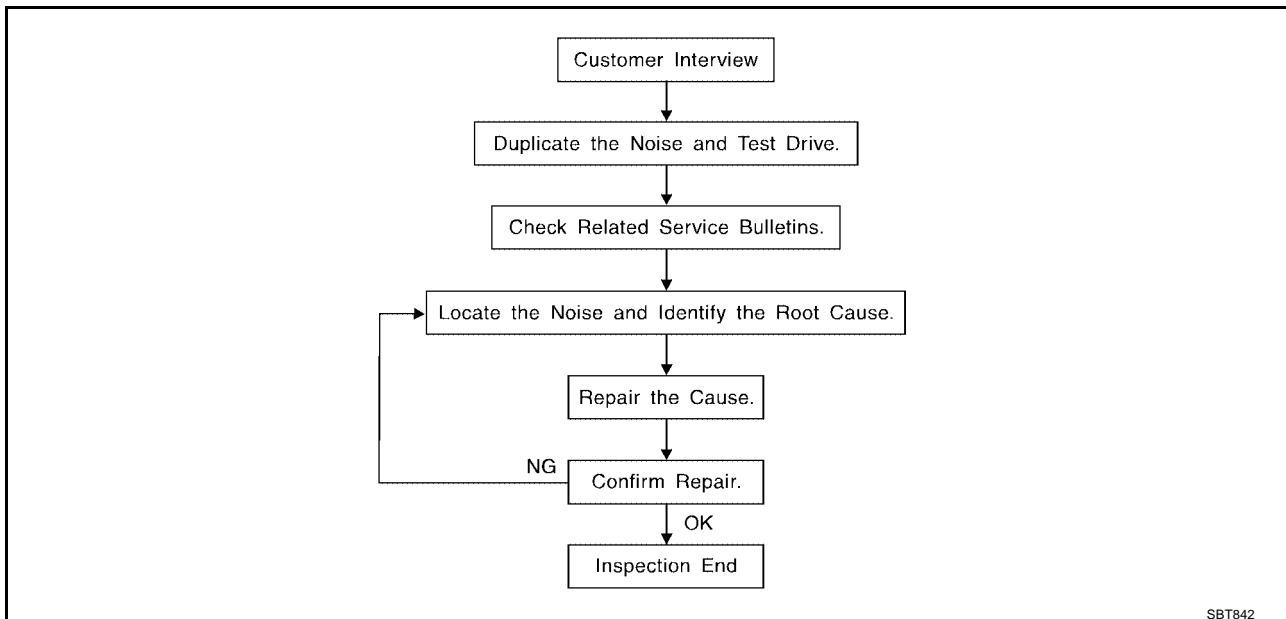 Customer Interview
Duplicate the Noise and Test Drive.
Check Related Service Bulletins.
Locate the Noise and Identify the Root Cause.
Repair the Cause.
NG
Confirm Repair.
OK
Inspection End
SBT842